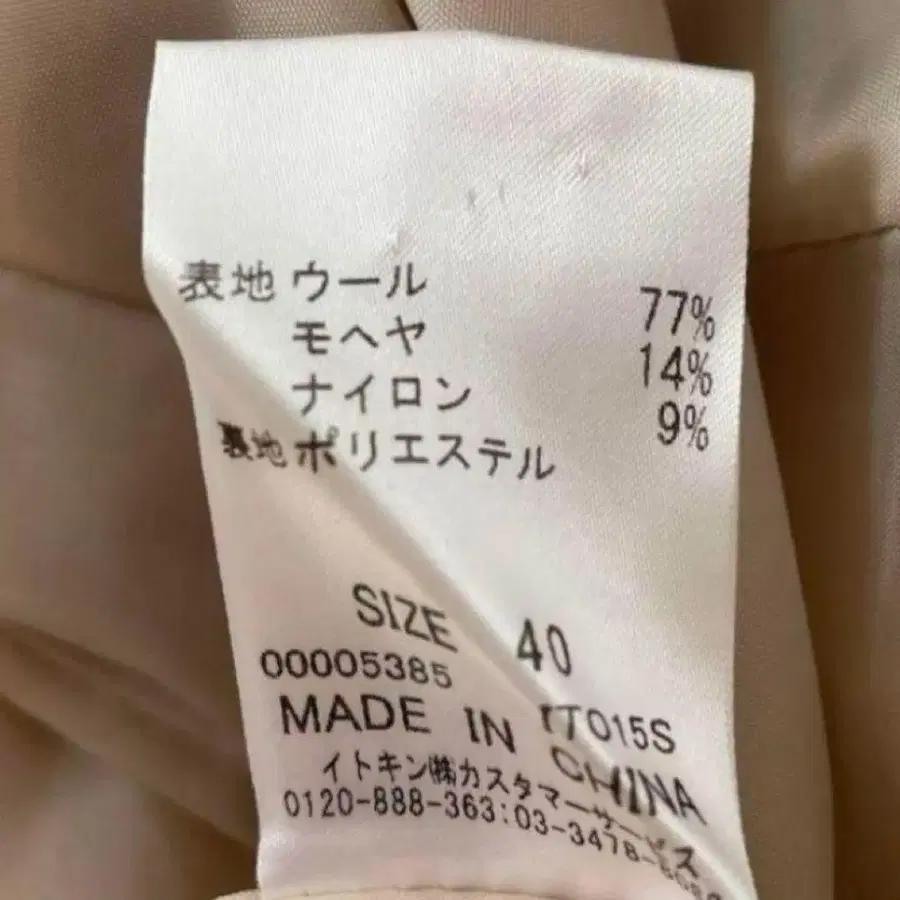 表地 ウール 77%
モヘヤ 14%
ナイロン 9%
表地 ポリエステル
SIZE 40
00005385 IT015S
MADE IN CHINA
イトキン㈱カスタマーサービス
0120-888-363:03-3478-